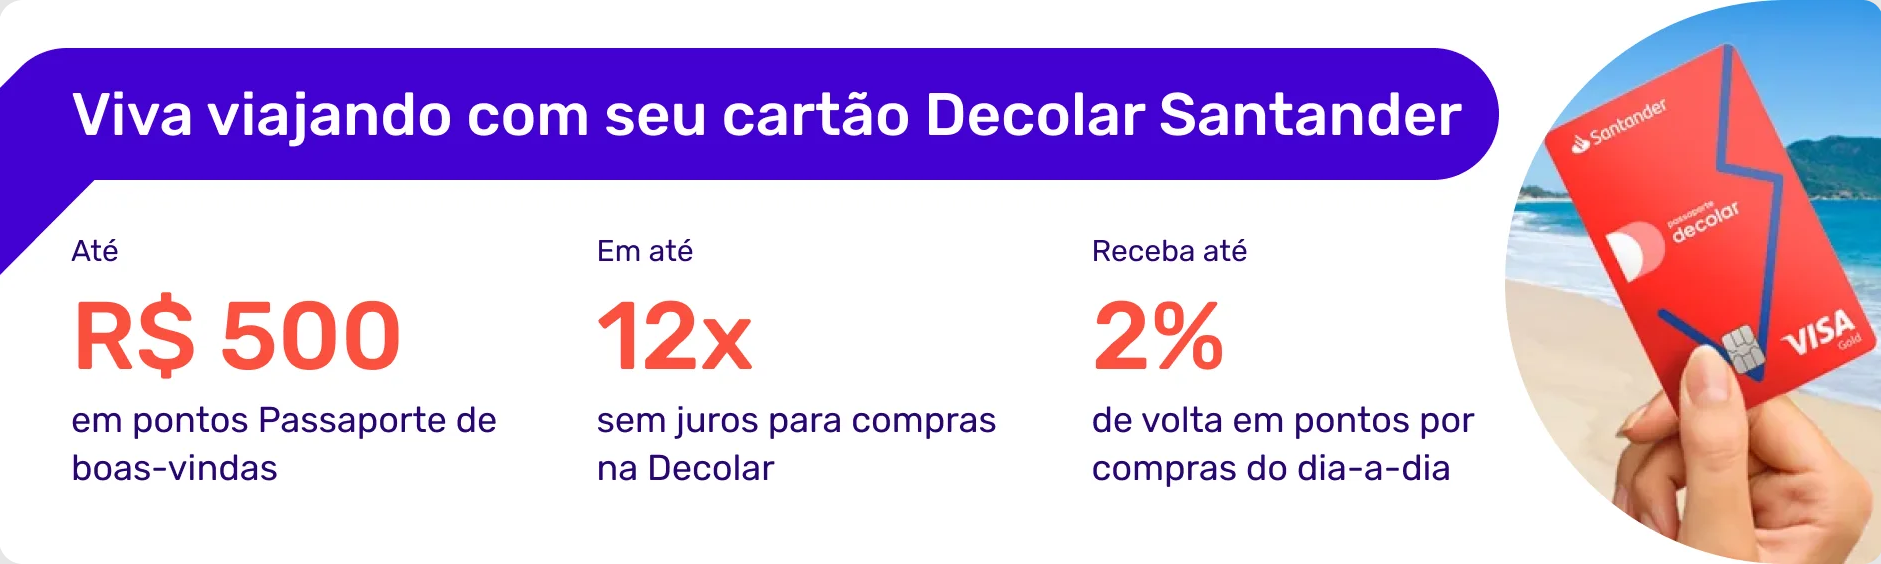 Viva viajando com seu cartão Decolar Santander
Até
R$ 500
em pontos Passaporte de
boas-vindas
Em até
12x
sem juros para compras
na Decolar
Receba até
2%
de volta em pontos por
compras do dia-a-dia
Santander
passaporte
decolar
VISA
Gold